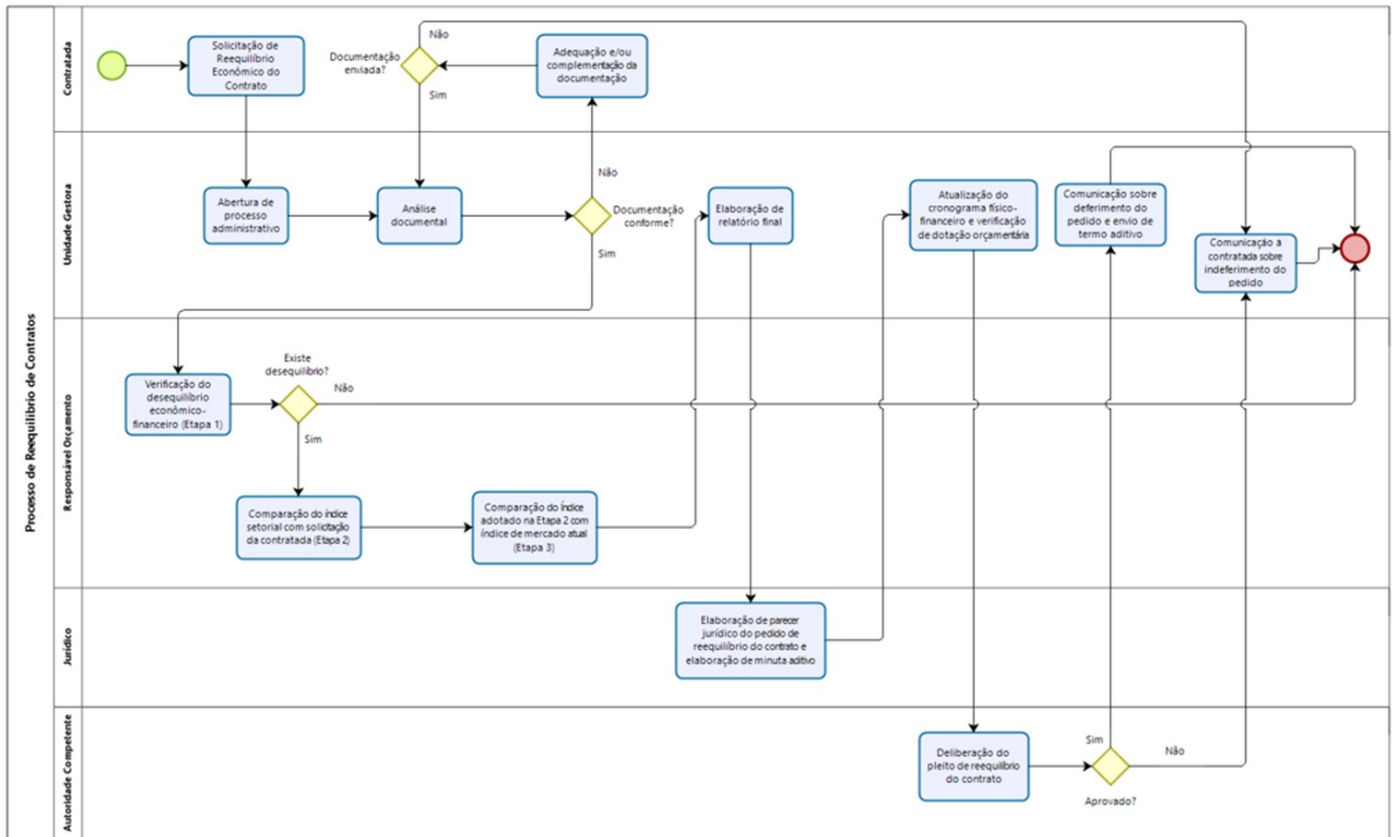 Processo de Reequilíbrio de Contratos
Contratada
Solicitação de
Reequilíbrio
Econômico do
Contrato
Documentação
enviada?
Não
Sim
Adequação e/ou
complementação da
documentação
Unidade Gestora
Abertura de
processo
administrativo
Análise
documental
Não
Documentação
conforme?
Sim
Elaboração de
relatório final
Atualização do
cronograma físico-
financeiro e verificação
de dotação orçamentária
Comunicação sobre
deferimento do
pedido e envio de
termo aditivo
Comunicação à
contratada sobre
indeferimento do
pedido
Responsável Orçamento
Verificação do
desequilíbrio
econômico-
financeiro (Etapa 1)
Existe
desequilíbrio?
Não
Sim
Comparação do índice
setorial com solicitação
da contratada (Etapa 2)
Comparação do Índice
adotado na Etapa 2 com
índice de mercado atual
(Etapa 3)
Jurídico
Elaboração de parecer
jurídico do pedido de
reequilíbrio do contrato e
elaboração de minuta aditivo
Autoridade Competente
Deliberação do
pleito de reequilíbrio
do contrato
Sim
Não
Aprovado?